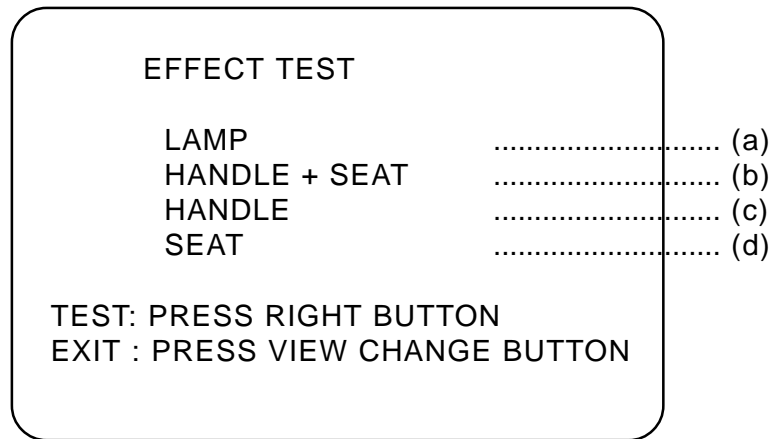 EFFECT TEST
LAMP ............................ (a)
HANDLE + SEAT ............................ (b)
HANDLE ............................ (c)
SEAT ............................ (d)
TEST: PRESS RIGHT BUTTON
EXIT : PRESS VIEW CHANGE BUTTON